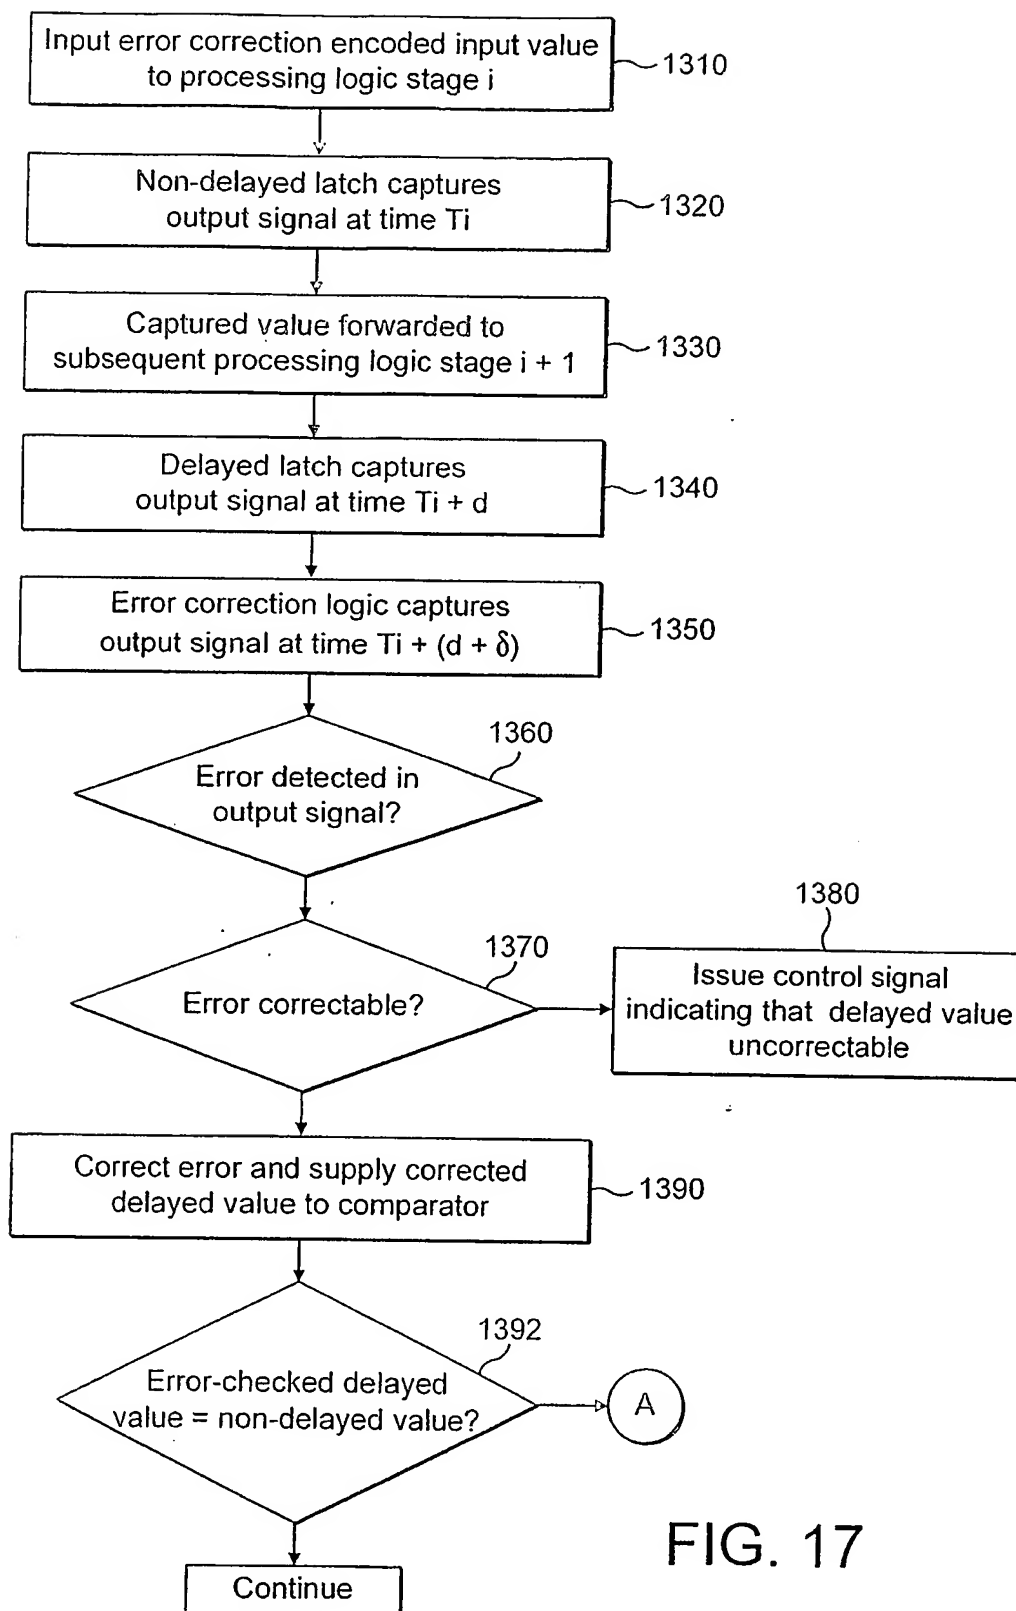 Input error correction encoded input value
to processing logic stage i
1310
Non-delayed latch captures
output signal at time Ti
1320
Captured value forwarded to
subsequent processing logic stage i + 1
1330
Delayed latch captures
output signal at time Ti + d
1340
Error correction logic captures
output signal at time Ti + (d + δ)
1350
1360
Error detected in
output signal?
1370
Error correctable?
1380
Issue control signal
indicating that delayed value
uncorrectable
Correct error and supply corrected
delayed value to comparator
1390
1392
Error-checked delayed
value = non-delayed value?
A
Continue
FIG. 17